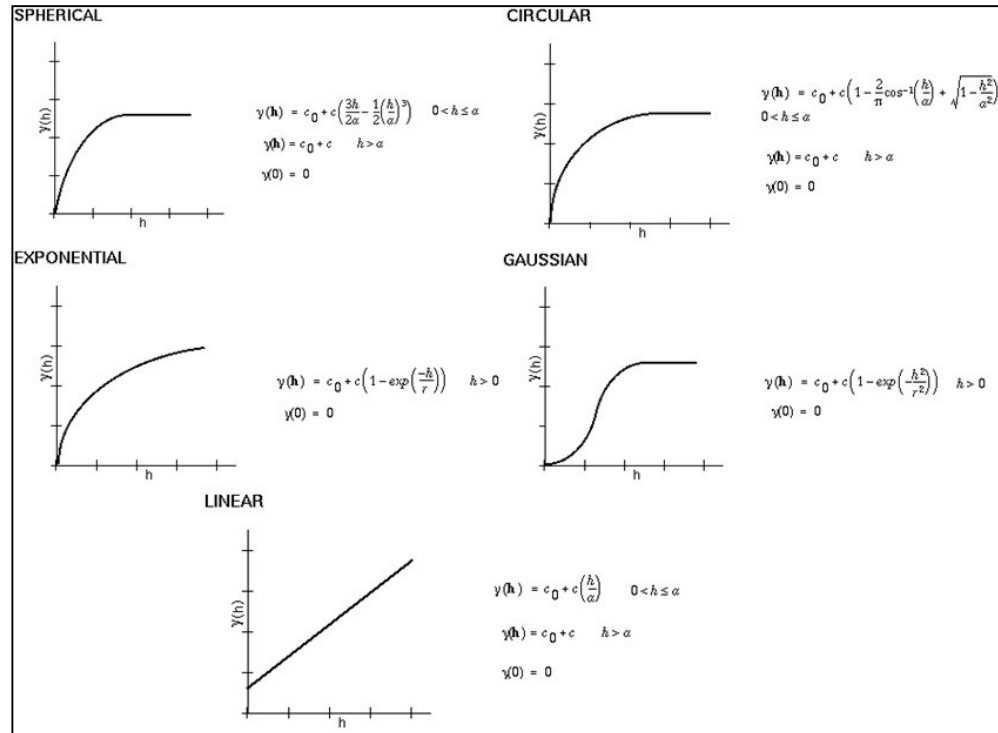 SPHERICAL
γ(h)
h
γ(h) = c₀ + c(3h/2a − 1/2(h/a)³) 0<h≤a
γ(h) = c₀ + c h>a
γ(0) = 0
CIRCULAR
γ(h)
h
γ(h) = c₀ + c(1 − 2/π cos⁻¹(h/a) + √(1 − h²/a²))
0<h≤a
γ(h) = c₀ + c h>a
γ(0) = 0
EXPONENTIAL
γ(h)
h
γ(h) = c₀ + c(1 − exp(−h/r)) h>0
γ(0) = 0
GAUSSIAN
γ(h)
h
γ(h) = c₀ + c(1 − exp(−h²/r²)) h>0
γ(0) = 0
LINEAR
γ(h)
h
γ(h) = c₀ + c(h/a) 0<h≤a
γ(h) = c₀ + c h>a
γ(0) = 0